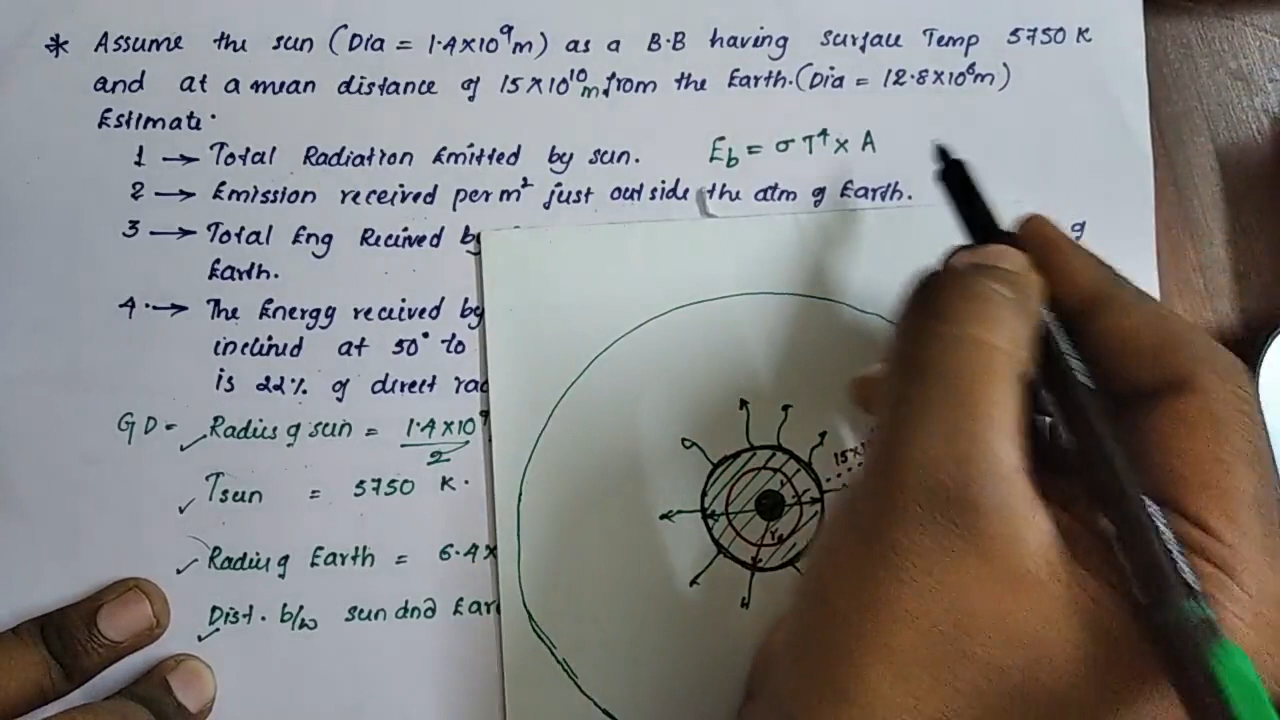 * Assume the sun (Dia = 1.4×10⁹m) as a B.B having surface Temp 5750 K
and at a mean distance of 15×10¹⁰m from the Earth. (Dia = 12.8×10⁶m)
Estimate.
1 → Total Radiation Emitted by sun. E_b = σT⁴ × A
2 → Emission received per m² just outside the atm of Earth.
3 → Total Eng Recived by
Earth.
4. → The Energy received by
inclined at 50° to
is 22% of direct rad
GD = ✓ Radius of sun = 1.4×10⁹/2
✓ Tsun = 5750 K.
✓ Radius of Earth = 6.4×
✓ Dist. b/w sun and Ear
15×